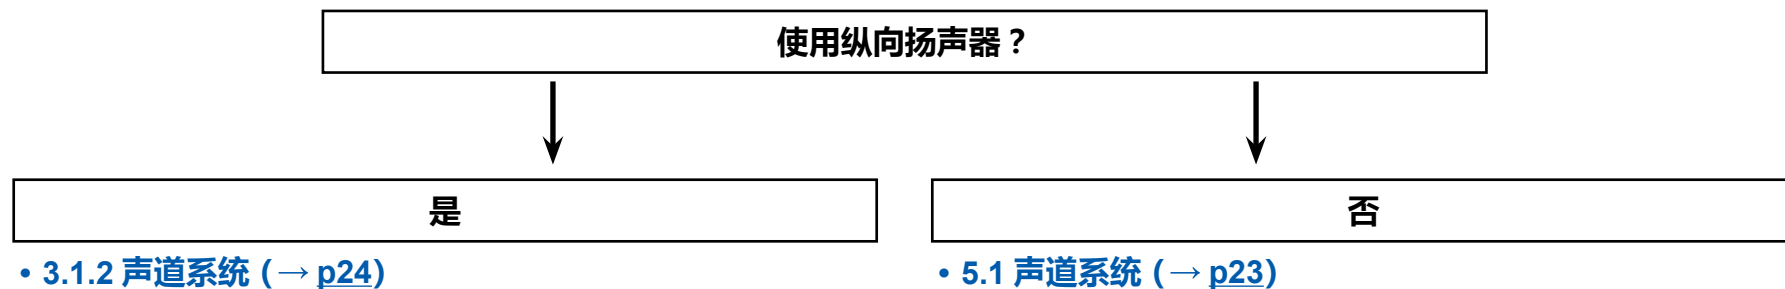 使用纵向扬声器？
是
否
• 3.1.2 声道系统 (→ p24)
• 5.1 声道系统 (→ p23)